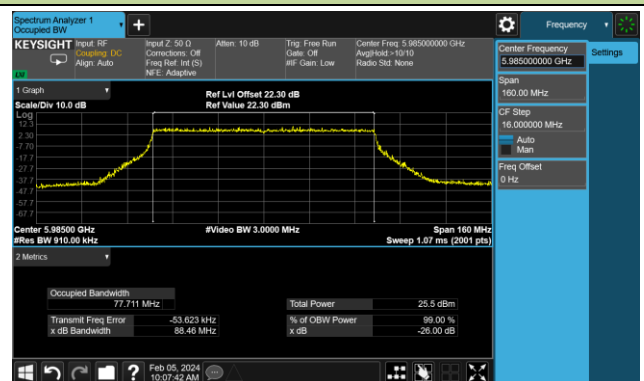 Spectrum Analyzer 1
Occupied BW
+
Frequency
KEYSIGHT
Input: RF
Coupling: DC
Align: Auto
Input Z: 50 Ω
Corrections: Off
Freq Ref: Int (S)
NFE: Adaptive
Atten: 10 dB
Trig: Free Run
Gate: Off
#IF Gain: Low
Center Freq: 5.985000000 GHz
Avg|Hold:>10/10
Radio Std: None
Center Frequency
5.985000000 GHz
Settings
Span
160.00 MHz
CF Step
16.000000 MHz
Auto
Man
Freq Offset
0 Hz
1 Graph
Scale/Div 10.0 dB
Ref Lvl Offset 22.30 dB
Ref Value 22.30 dBm
Log
12.3
2.30
-7.70
-17.7
-27.7
-37.7
-47.7
-57.7
-67.7
Center 5.98500 GHz
#Res BW 910.00 kHz
#Video BW 3.0000 MHz
Span 160 MHz
Sweep 1.07 ms (2001 pts)
2 Metrics
Occupied Bandwidth
77.711 MHz
Total Power 25.5 dBm
Transmit Freq Error -53.623 kHz
% of OBW Power 99.00 %
x dB Bandwidth 88.46 MHz
x dB -26.00 dB
?
Feb 05, 2024
10:07:42 AM